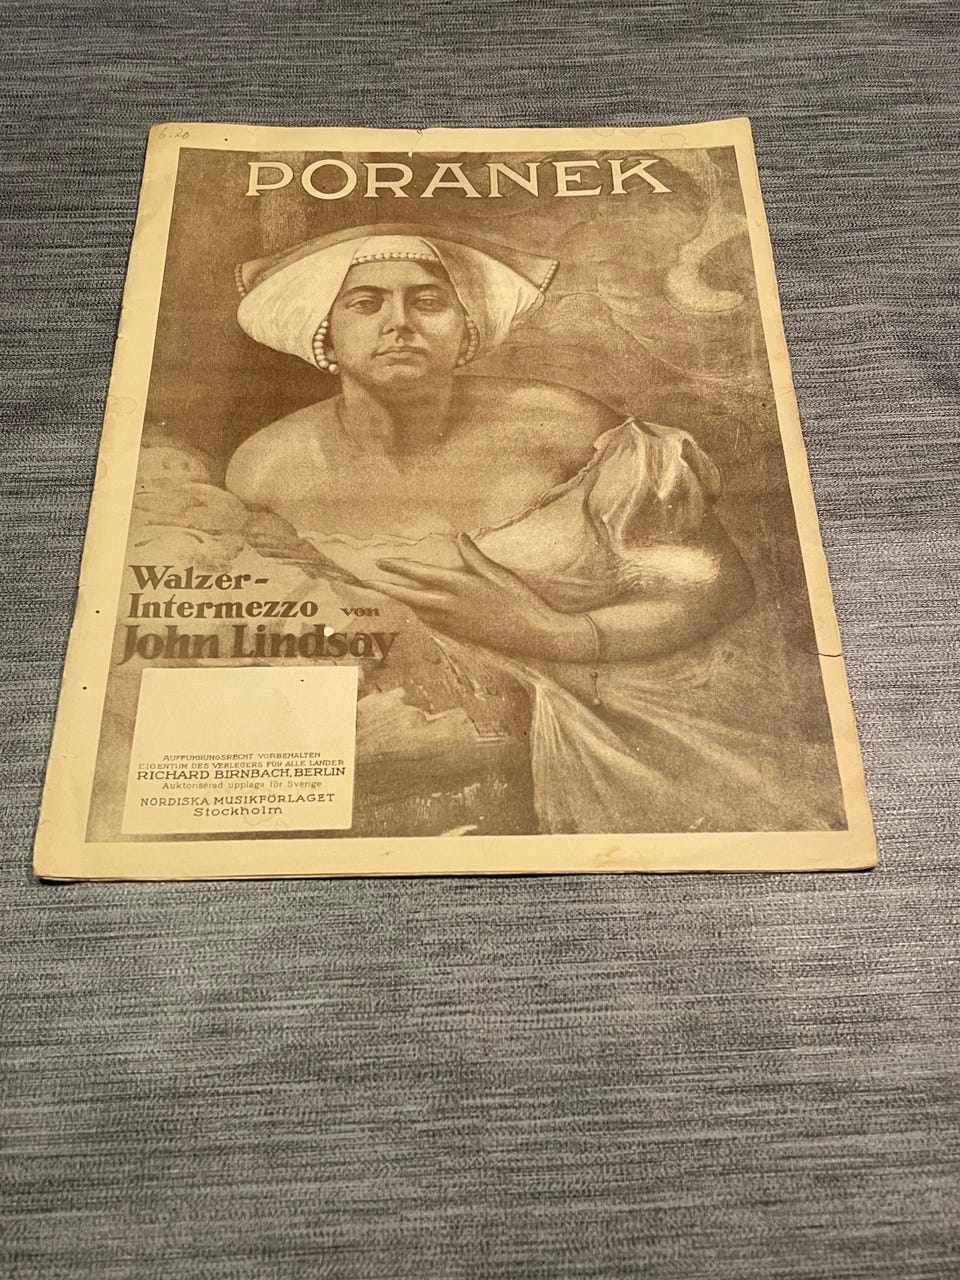 6.20
PORANEK
Walzer-
Intermezzo von
John Lindsay
AUFFÜHRUNGSRECHT VORBEHALTEN
EIGENTUM DES VERLEGERS FÜR ALLE LÄNDER
RICHARD BIRNBACH, BERLIN
Auktoriserad upplaga för Sverige
NORDISKA MUSIKFÖRLAGET
Stockholm